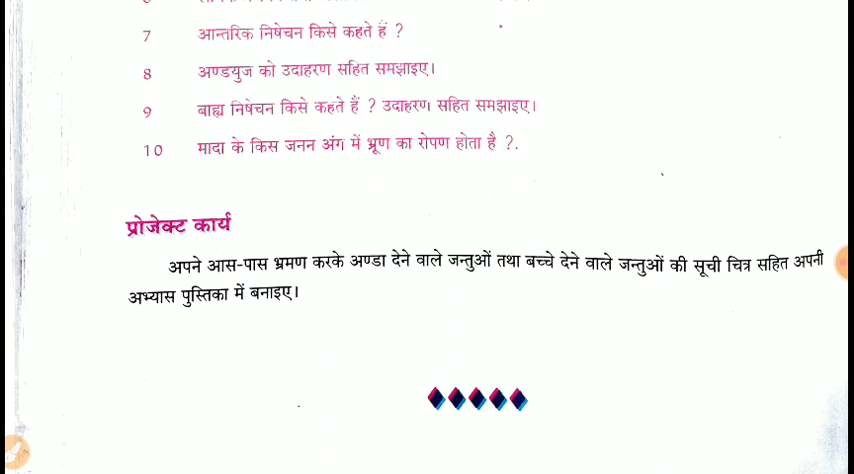 7 आन्तरिक निषेचन किसे कहते हैं ?
8 अण्डयुज को उदाहरण सहित समझाइए।
9 बाह्य निषेचन किसे कहते हैं ? उदाहरण सहित समझाइए।
10 मादा के किस जनन अंग में भ्रूण का रोपण होता है ?.
प्रोजेक्ट कार्य
अपने आस-पास भ्रमण करके अण्डा देने वाले जन्तुओं तथा बच्चे देने वाले जन्तुओं की सूची चित्र सहित अपनी
अभ्यास पुस्तिका में बनाइए।